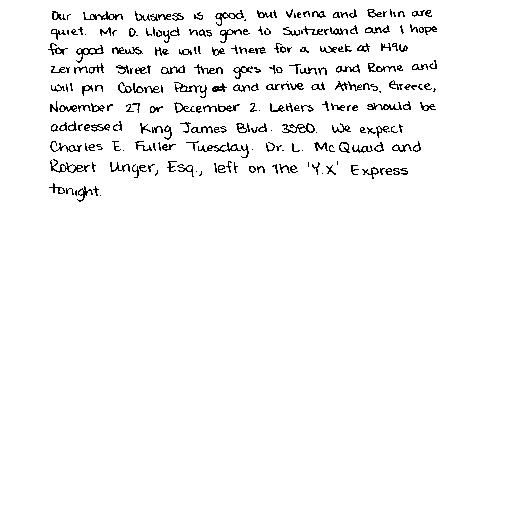 Our London business is good, but Vienna and Berlin are
quiet. Mr D. Lloyd has gone to Switzerland and I hope
for good news. He will be there for a week at 1496
Zermott Street and then goes to Turin and Rome and
will join Colonel Parry and arrive at Athens, Greece,
November 27 or December 2. Letters there should be
addressed King James Blvd. 3580. We expect
Charles E. Fuller Tuesday. Dr. L. McQuaid and
Robert Unger, Esq., left on the 'Y.X' Express
tonight.